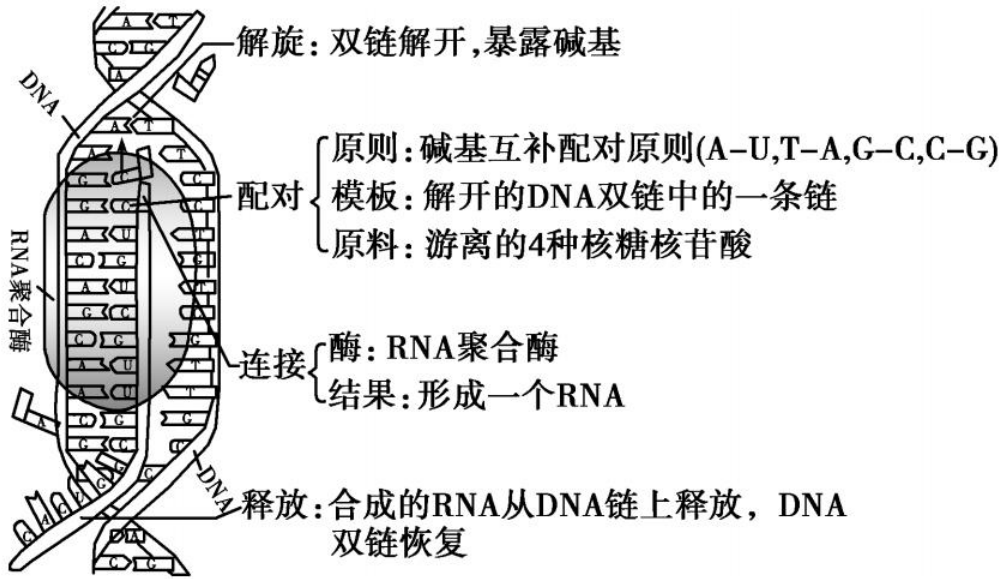 解旋：双链解开，暴露碱基
DNA
原则：碱基互补配对原则(A-U,T-A,G-C,C-G)
配对
模板：解开的DNA双链中的一条链
原料：游离的4种核糖核苷酸
RNA聚合酶
连接
酶：RNA聚合酶
结果：形成一个RNA
DNA
释放：合成的RNA从DNA链上释放，DNA
双链恢复
A T
C G
A
A T
A T
G C C
G C C
A U T
C G G
A U T
G C C
C G G
A U T
A U T
A C G G
G C C
C
G A C U G
A
C G